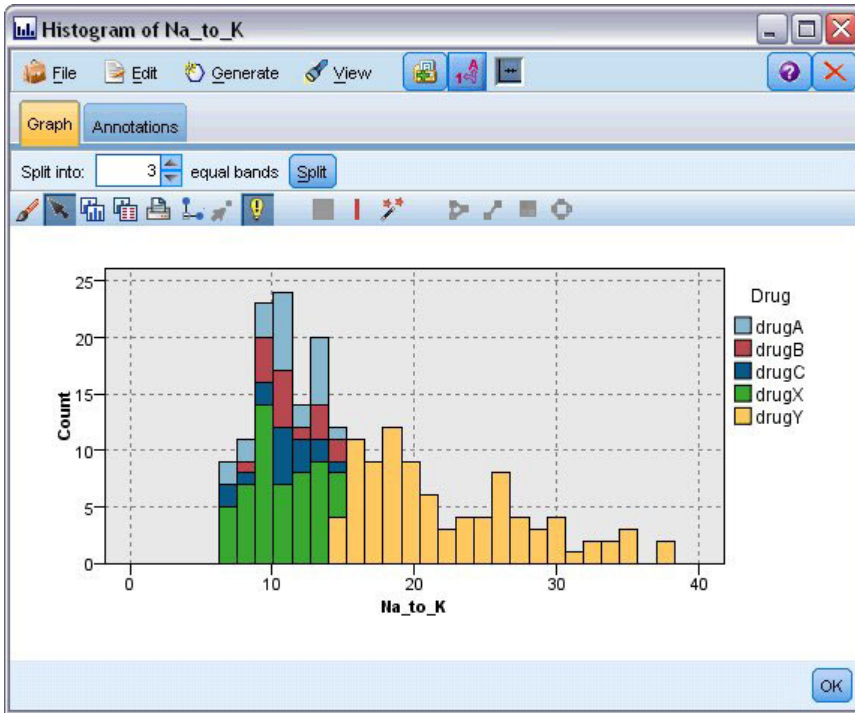 Histogram of Na_to_K
File Edit Generate View
Graph Annotations
Split into: 3 equal bands Split
25
20
15
10
5
0
Count
0 10 20 30 40
Na_to_K
Drug
drugA
drugB
drugC
drugX
drugY
OK